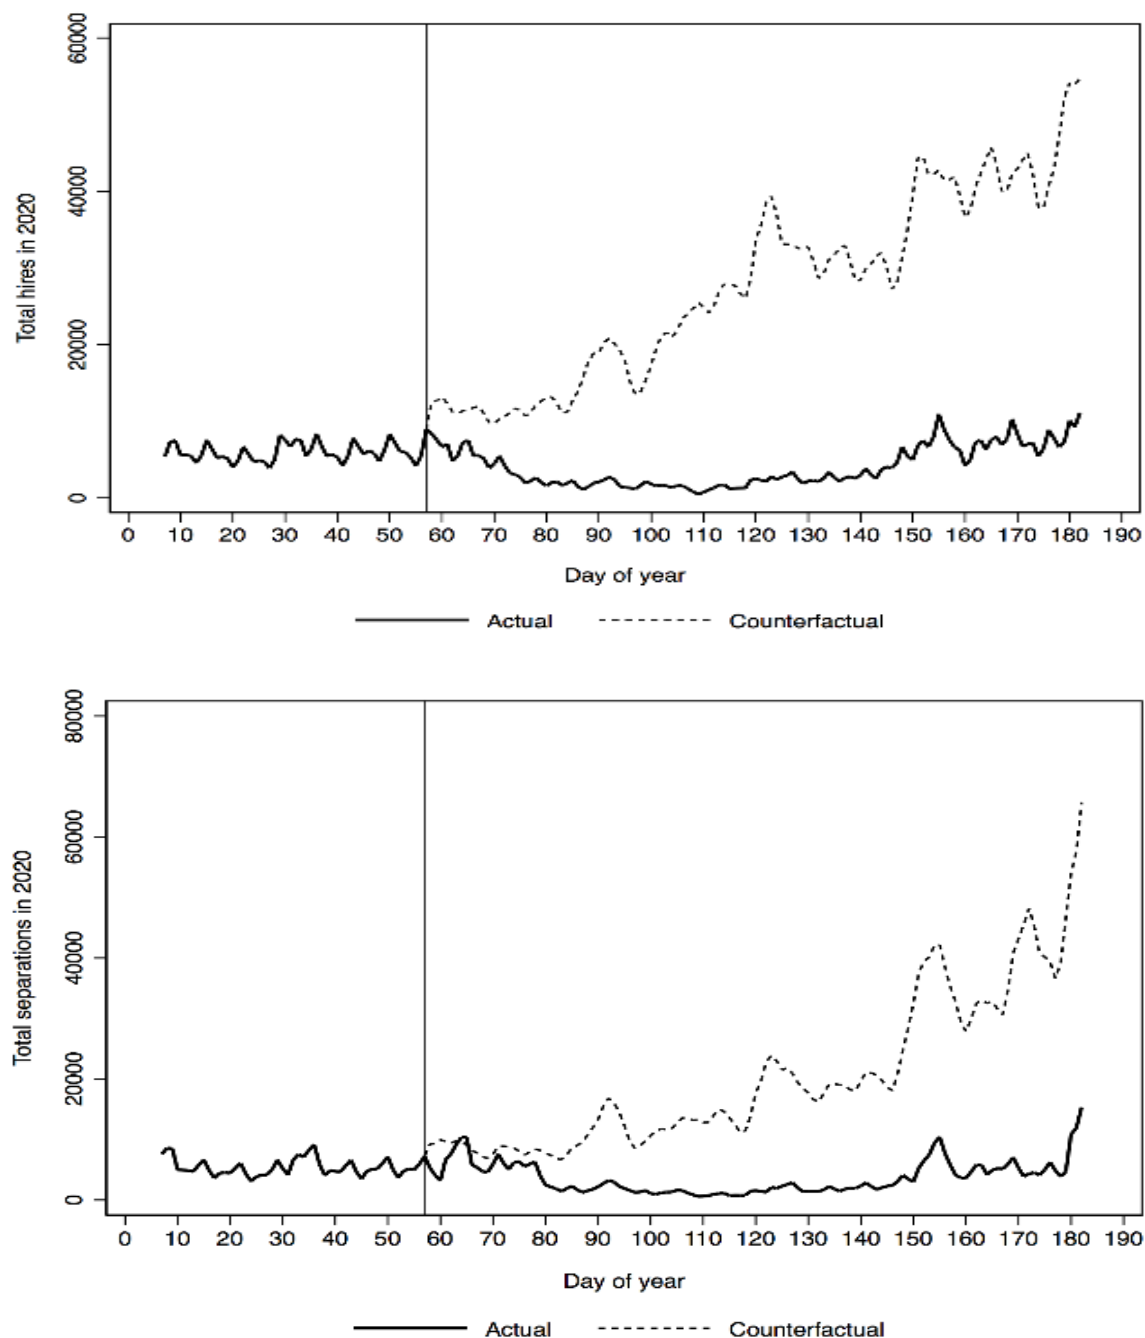 Total hires in 2020
60000
40000
20000
0
0 10 20 30 40 50 60 70 80 90 100 110 120 130 140 150 160 170 180 190
Day of year
Actual Counterfactual
Total separations in 2020
80000
60000
40000
20000
0
0 10 20 30 40 50 60 70 80 90 100 110 120 130 140 150 160 170 180 190
Day of year
Actual Counterfactual